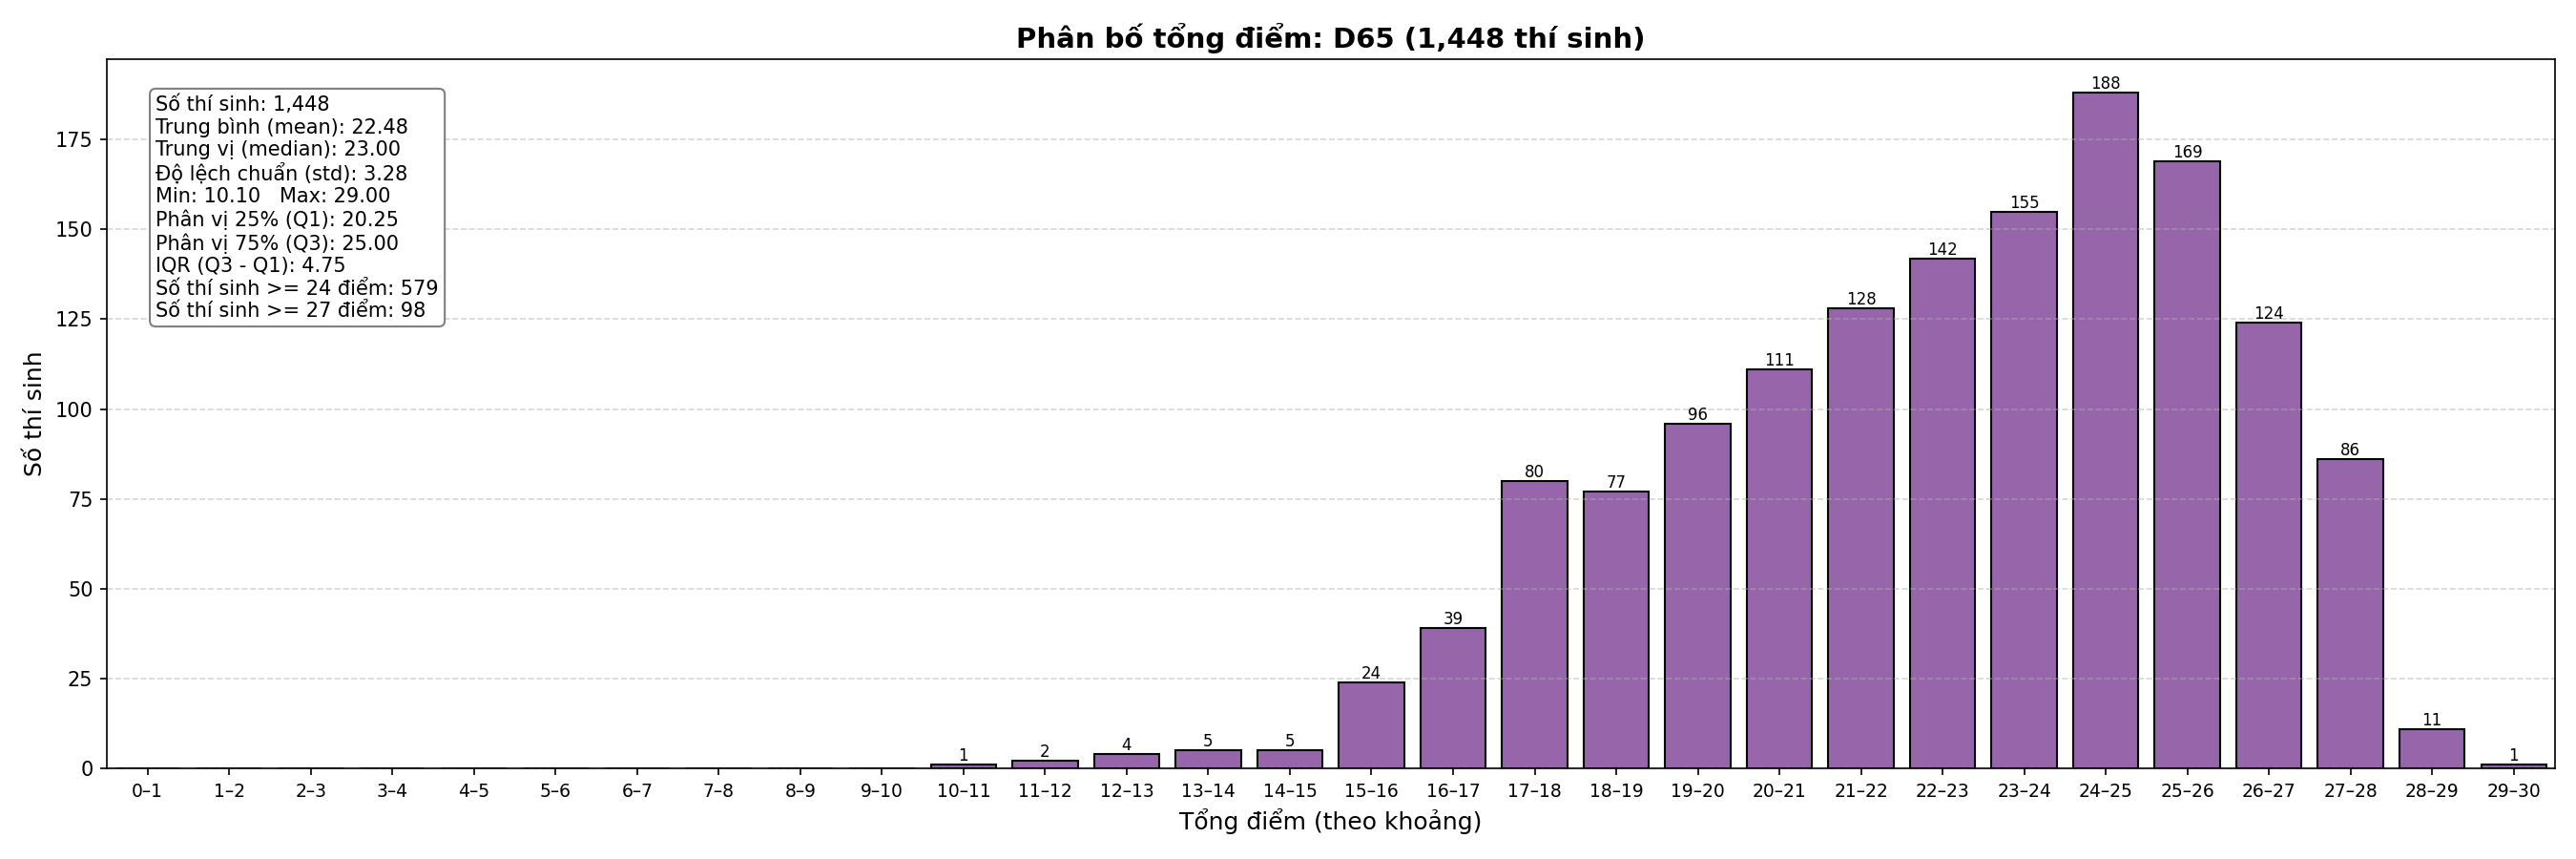 Phân bố tổng điểm: D65 (1,448 thí sinh)
Số thí sinh: 1,448
Trung bình (mean): 22.48
Trung vị (median): 23.00
Độ lệch chuẩn (std): 3.28
Min: 10.10   Max: 29.00
Phân vị 25% (Q1): 20.25
Phân vị 75% (Q3): 25.00
IQR (Q3 - Q1): 4.75
Số thí sinh >= 24 điểm: 579
Số thí sinh >= 27 điểm: 98
Số thí sinh
175
150
125
100
75
50
25
0
1 2 4 5 5 24 39 80 77 96 111 128 142 155 188 169 124 86 11 1
0–1 1–2 2–3 3–4 4–5 5–6 6–7 7–8 8–9 9–10 10–11 11–12 12–13 13–14 14–15 15–16 16–17 17–18 18–19 19–20 20–21 21–22 22–23 23–24 24–25 25–26 26–27 27–28 28–29 29–30
Tổng điểm (theo khoảng)